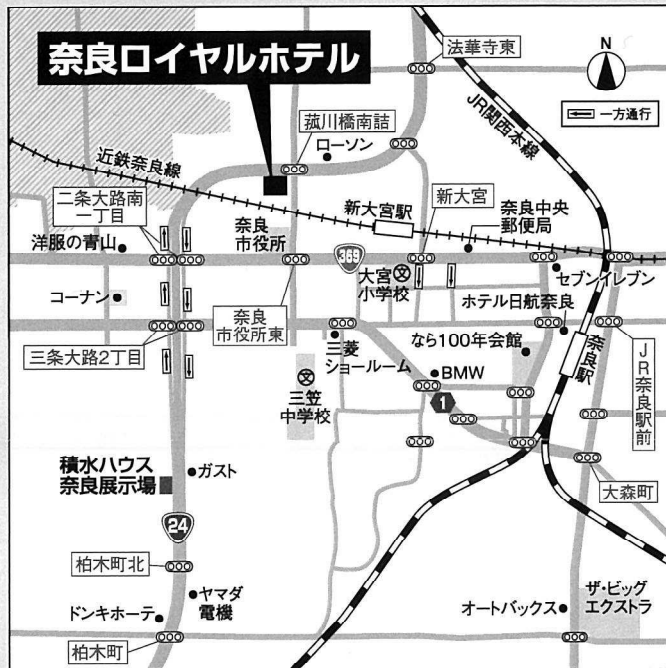 法華寺東
奈良ロイヤルホテル
N
一方通行
JR関西本線
菰川橋南詰
ローソン
近鉄奈良線
二条大路南
一丁目
新大宮
奈良
市役所
新大宮駅
奈良中央
郵便局
洋服の青山
369
大宮
小学校
文
セブンイレブン
コーナン
ホテル日航奈良
奈良
市役所東
三菱
ショールーム
なら100年会館
三条大路2丁目
奈良駅
JR奈良駅前
BMW
文
三笠
中学校
1
積水ハウス
奈良展示場
ガスト
大森町
24
柏木町北
ヤマダ
電機
ドンキホーテ
オートバックス
ザ・ビッグ
エクストラ
柏木町